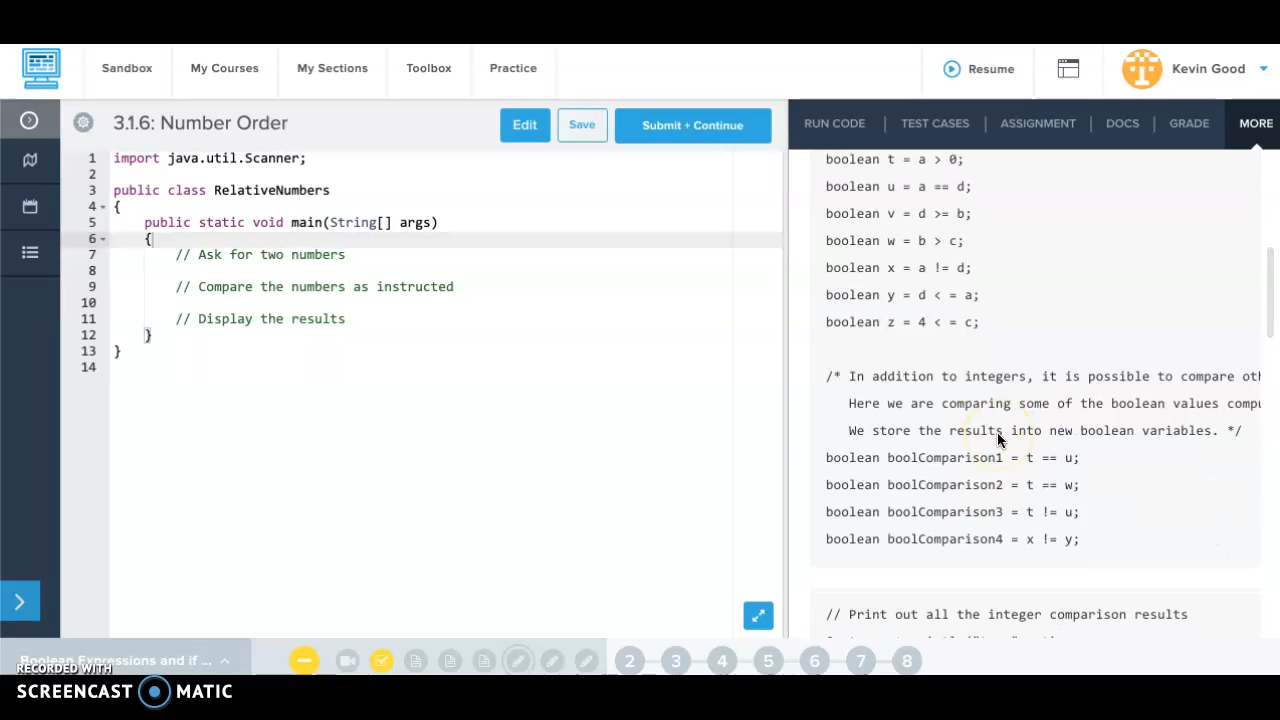 Sandbox
My Courses
My Sections
Toolbox
Practice
Resume
Kevin Good
3.1.6: Number Order
Edit
Save
Submit + Continue
RUN CODE
TEST CASES
ASSIGNMENT
DOCS
GRADE
MORE
1 import java.util.Scanner;
2
3 public class RelativeNumbers
4 {
5 public static void main(String[] args)
6 {
7 // Ask for two numbers
8
9 // Compare the numbers as instructed
10
11 // Display the results
12 }
13 }
14
boolean t = a > 0;
boolean u = a == d;
boolean v = d >= b;
boolean w = b > c;
boolean x = a != d;
boolean y = d < = a;
boolean z = 4 < = c;
/* In addition to integers, it is possible to compare oth
Here we are comparing some of the boolean values compu
We store the results into new boolean variables. */
boolean boolComparison1 = t == u;
boolean boolComparison2 = t == w;
boolean boolComparison3 = t != u;
boolean boolComparison4 = x != y;
// Print out all the integer comparison results
Boolean Expressions and if ...
2 3 4 5 6 7 8
RECORDED WITH
SCREENCAST MATIC